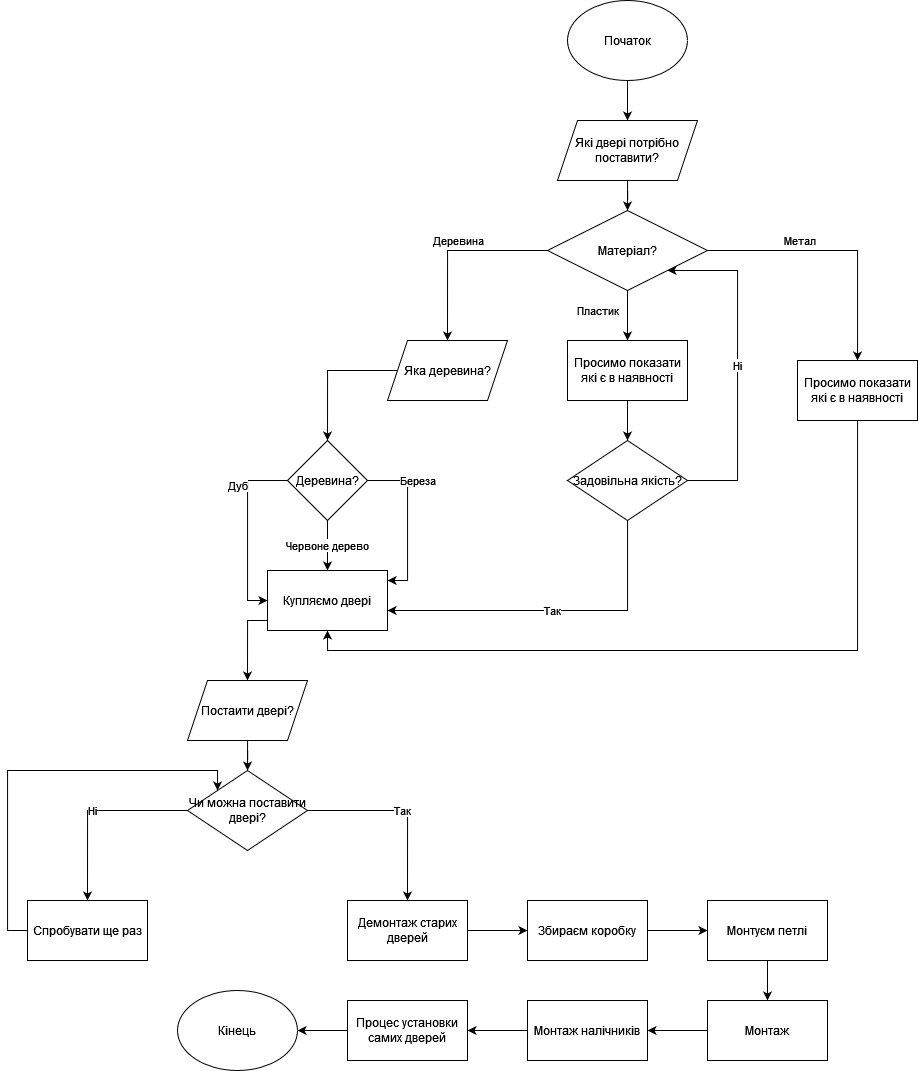 Початок
Які двері потрібно
поставити?
Матеріал?
Деревина
Метал
Пластик
Ні
Яка деревина?
Просимо показати
які є в наявності
Просимо показати
які є в наявності
Деревина?
Дуб
Береза
Червоне дерево
Задовільна якість?
Так
Купляємо двері
Постаити двері?
Чи можна поставити
двері?
Ні
Так
Спробувати ще раз
Демонтаж старих
дверей
Збираєм коробку
Монтуєм петлі
Кінець
Процес установки
самих дверей
Монтаж налічників
Монтаж